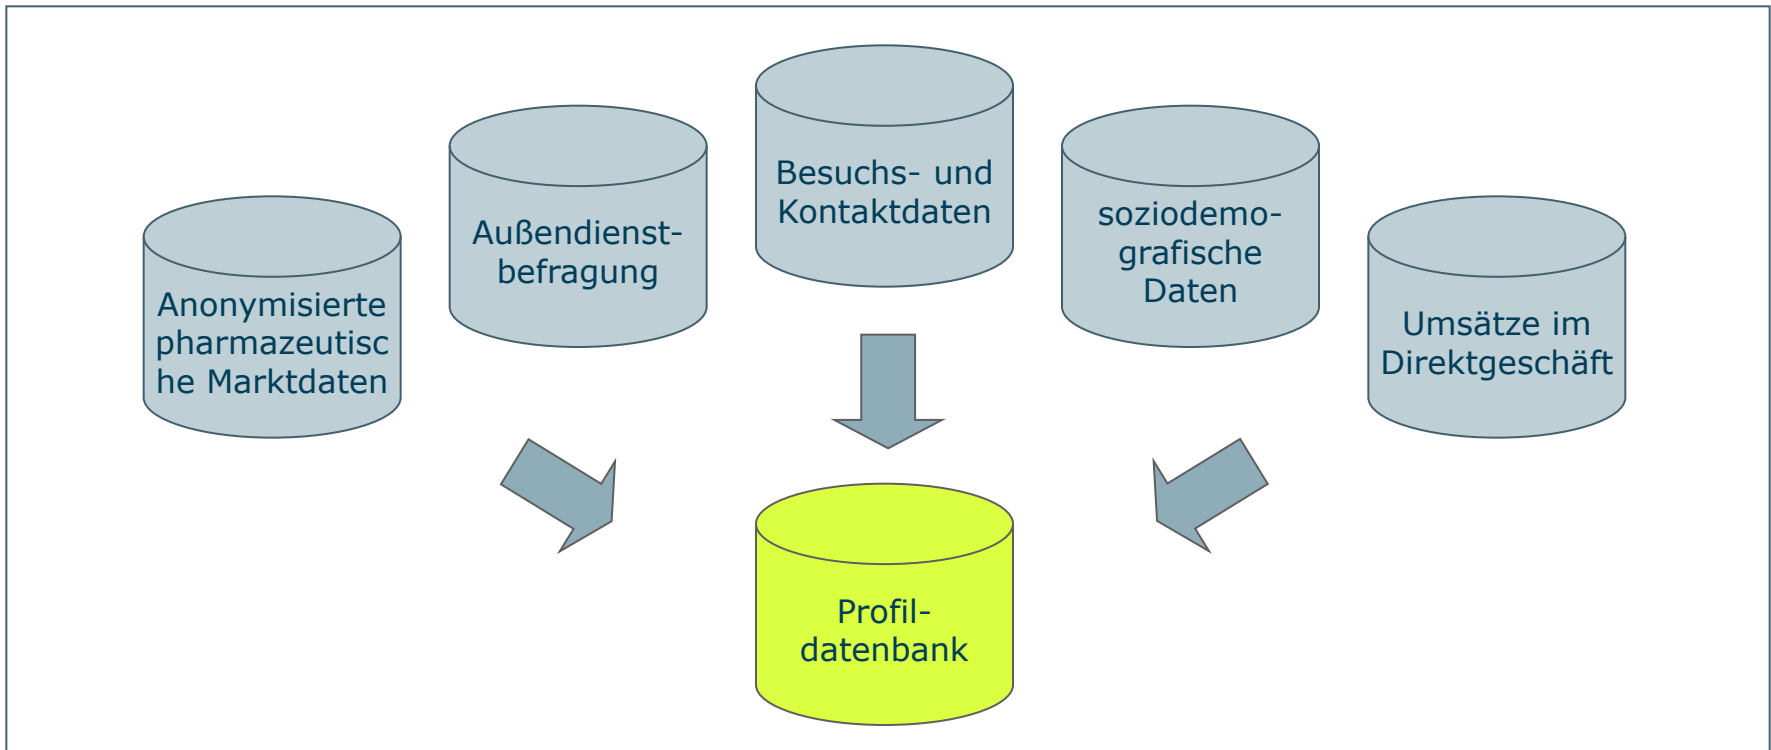 Anonymisierte
pharmazeutisc
he Marktdaten
Außendienst-
befragung
Besuchs- und
Kontaktdaten
soziodemo-
grafische
Daten
Umsätze im
Direktgeschäft
Profil-
datenbank